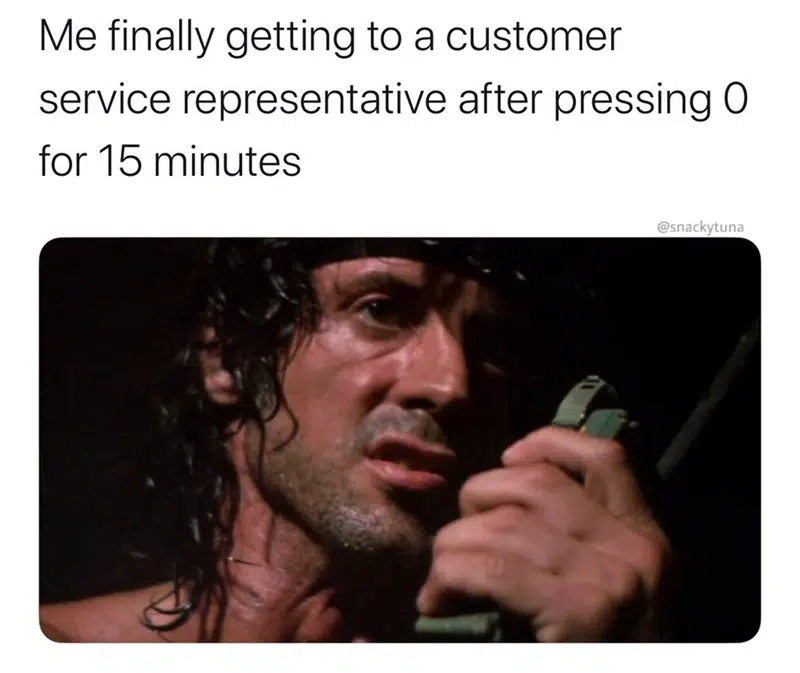 Me finally getting to a customer
service representative after pressing 0
for 15 minutes
@snackytuna